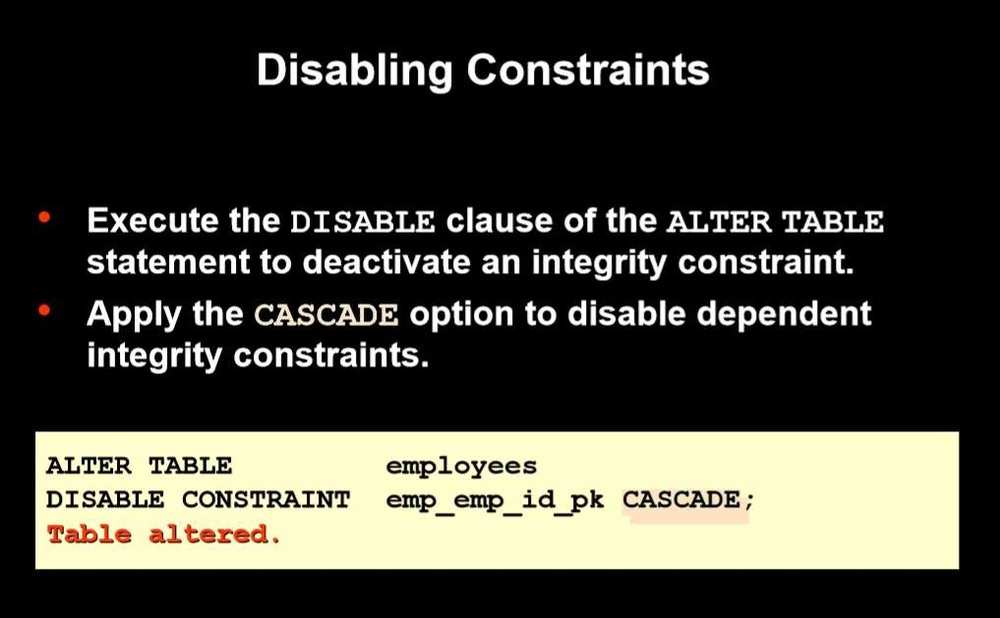 Disabling Constraints
• Execute the DISABLE clause of the ALTER TABLE
statement to deactivate an integrity constraint.
• Apply the CASCADE option to disable dependent
integrity constraints.
ALTER TABLE employees
DISABLE CONSTRAINT emp_emp_id_pk CASCADE;
Table altered.